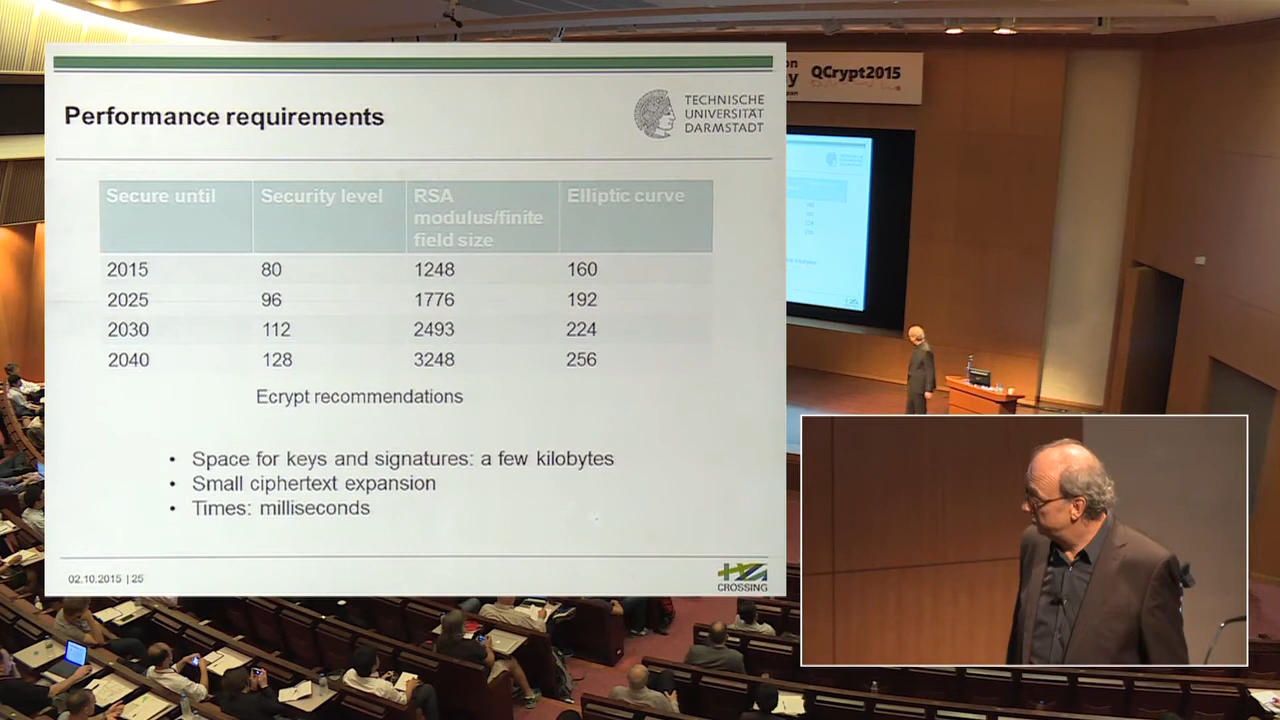 Performance requirements
TECHNISCHE
UNIVERSITÄT
DARMSTADT
Secure until Security level RSA modulus/finite field size Elliptic curve
2015 80 1248 160
2025 96 1776 192
2030 112 2493 224
2040 128 3248 256
Ecrypt recommendations
• Space for keys and signatures: a few kilobytes
• Small ciphertext expansion
• Times: milliseconds
02.10.2015 | 25
CROSSING
QCrypt2015